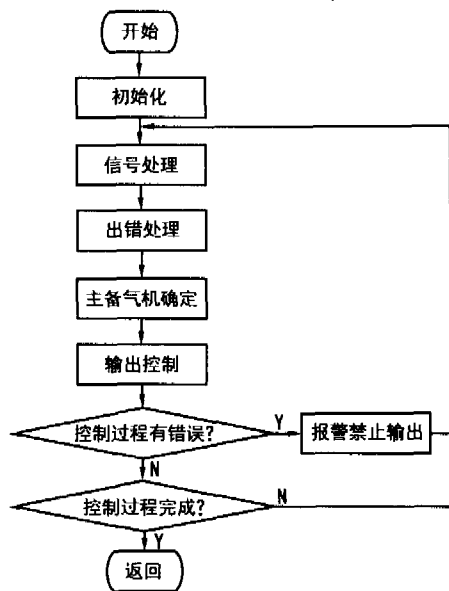 开始
初始化
信号处理
出错处理
主备气机确定
输出控制
控制过程有错误?
Y
报警禁止输出
N
控制过程完成?
N
Y
返回